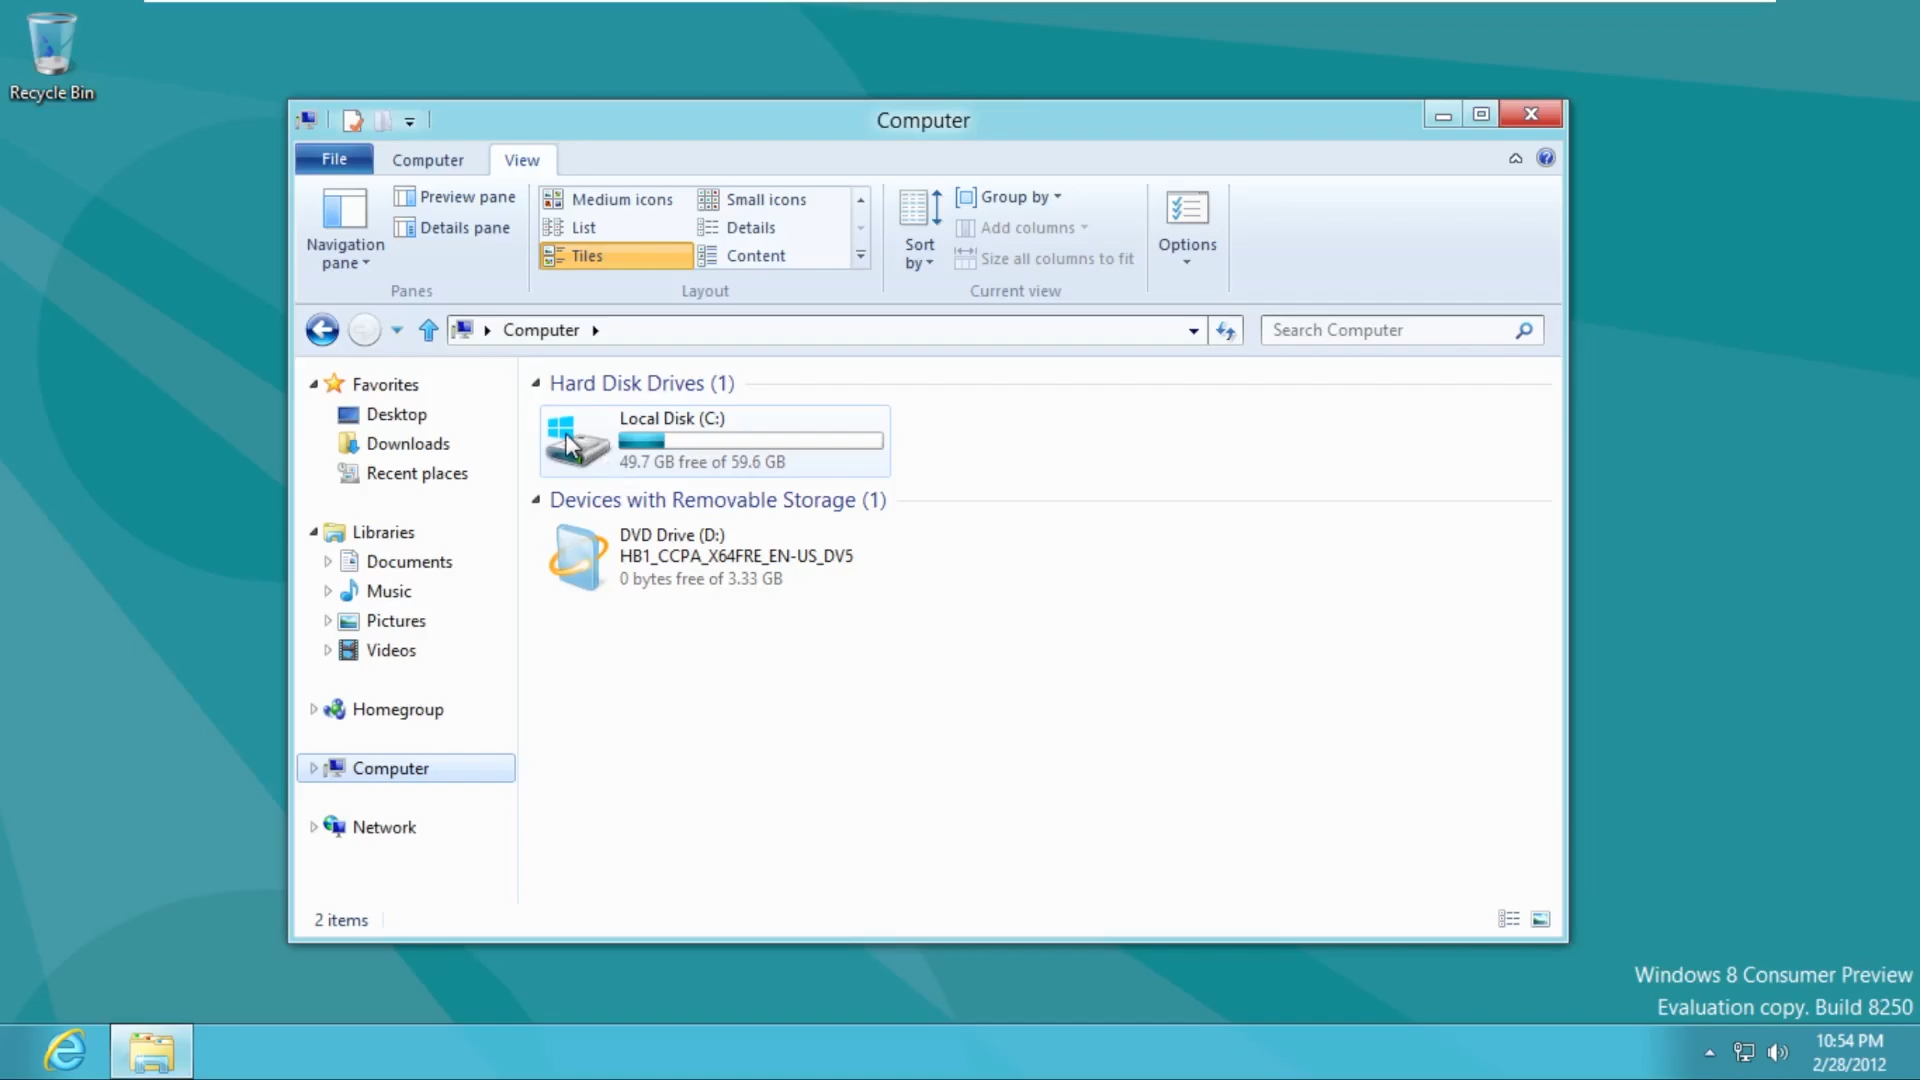 Recycle Bin
Computer
File
Computer
View
Navigation
pane
Preview pane
Details pane
Panes
Medium icons
Small icons
List
Details
Tiles
Content
Layout
Sort
by
Group by
Add columns
Size all columns to fit
Current view
Options
Computer
Search Computer
Favorites
Desktop
Downloads
Recent places
Libraries
Documents
Music
Pictures
Videos
Homegroup
Computer
Network
Hard Disk Drives (1)
Local Disk (C:)
49.7 GB free of 59.6 GB
Devices with Removable Storage (1)
DVD Drive (D:)
HB1_CCPA_X64FRE_EN-US_DV5
0 bytes free of 3.33 GB
2 items
Windows 8 Consumer Preview
Evaluation copy. Build 8250
10:54 PM
2/28/2012